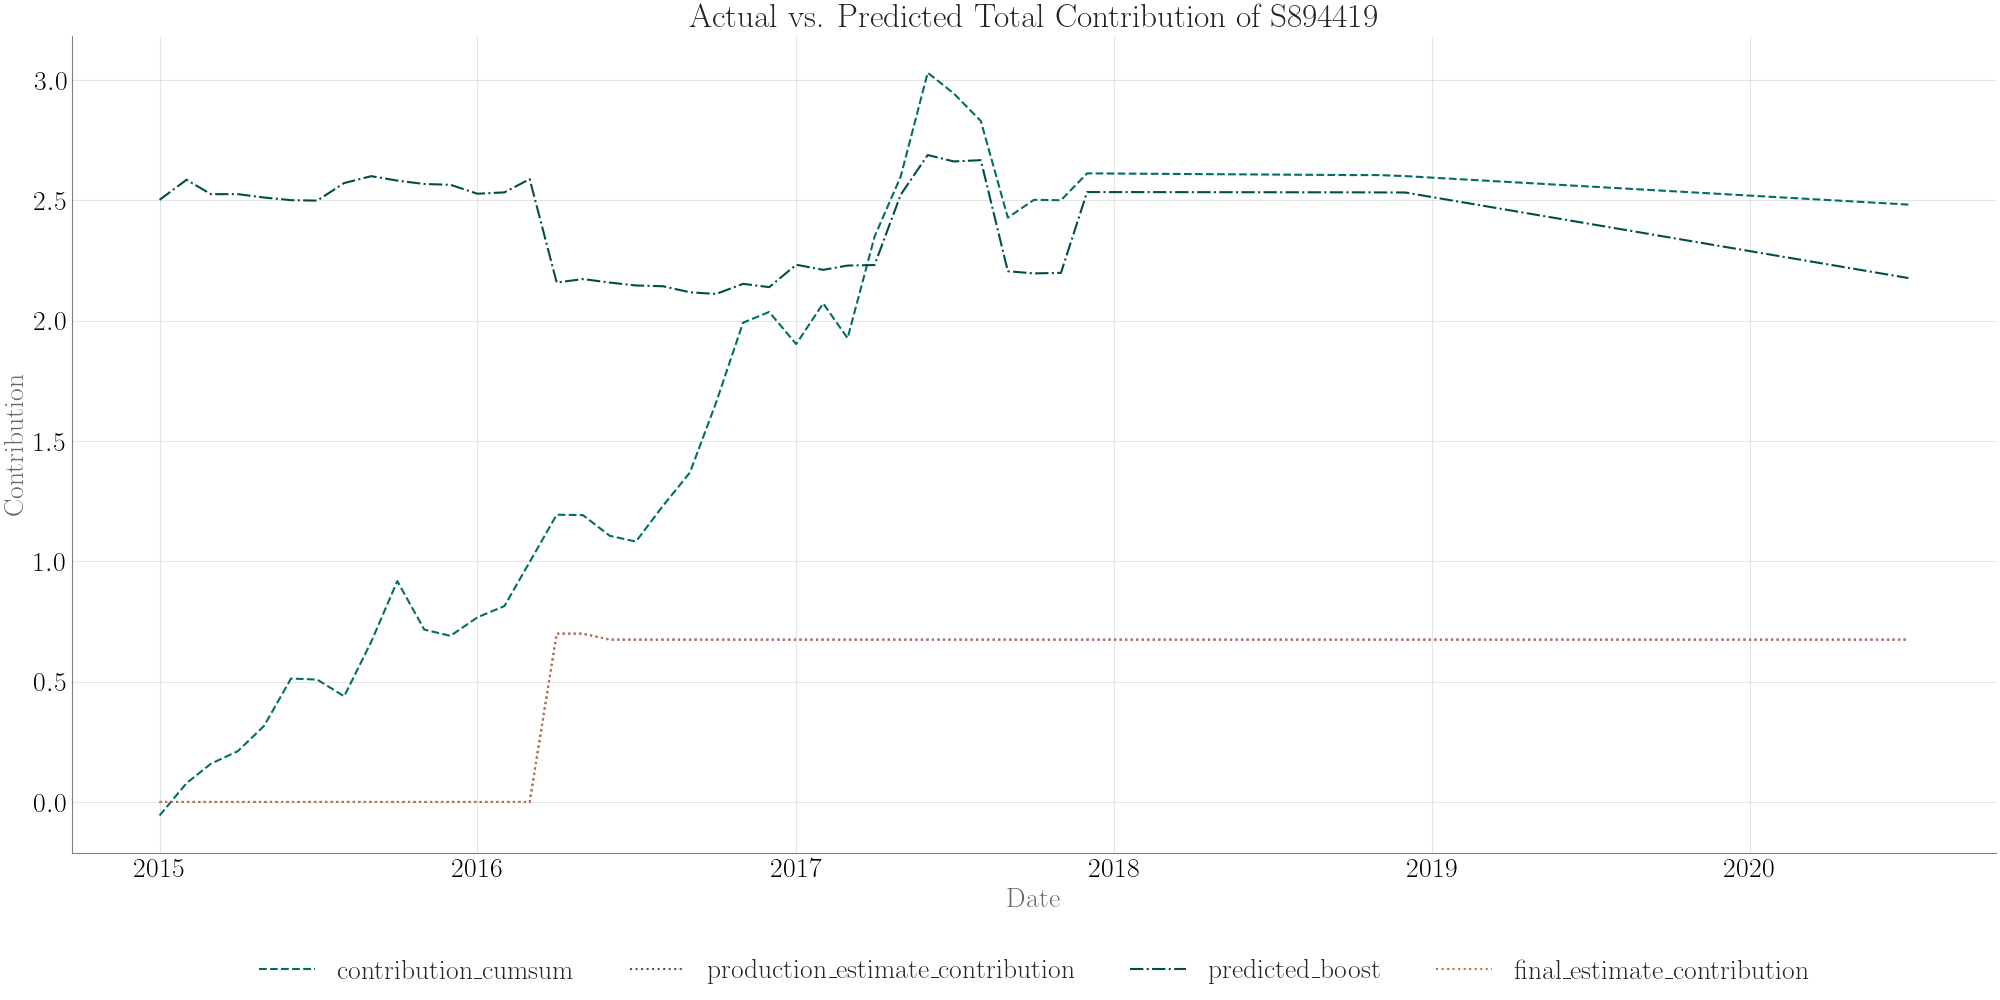 Actual vs. Predicted Total Contribution of S894419
3.0
2.5
2.0
1.5
1.0
0.5
0.0
Contribution
2015 2016 2017 2018 2019 2020
Date
contribution_cumsum production_estimate_contribution predicted_boost final_estimate_contribution